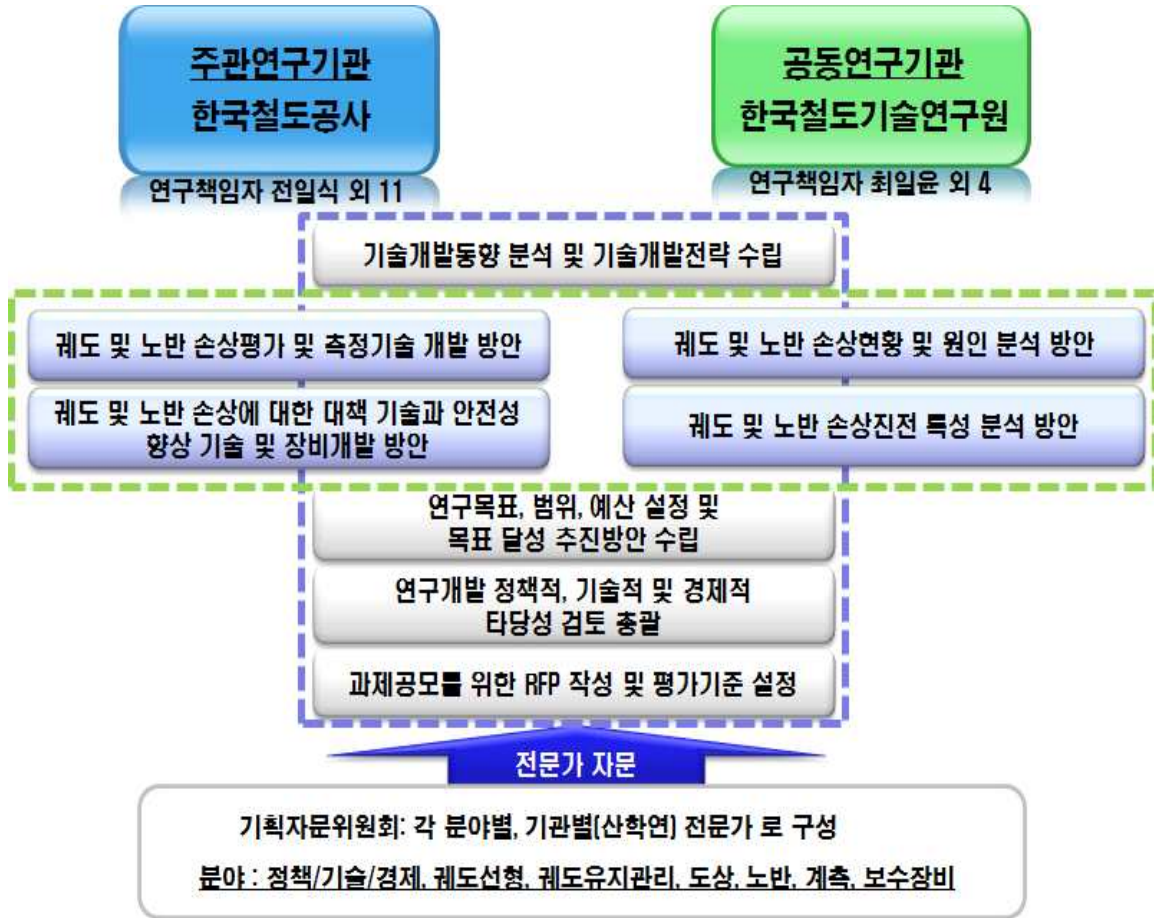 주관연구기관
한국철도공사
연구책임자 전일식 외 11
공동연구기관
한국철도기술연구원
연구책임자 최일윤 외 4
기술개발동향 분석 및 기술개발전략 수립
궤도 및 노반 손상평가 및 측정기술 개발 방안
궤도 및 노반 손상현황 및 원인 분석 방안
궤도 및 노반 손상에 대한 대책 기술과 안전성
향상 기술 및 장비개발 방안
궤도 및 노반 손상진전 특성 분석 방안
연구목표, 범위, 예산 설정 및
목표 달성 추진방안 수립
연구개발 정책적, 기술적 및 경제적
타당성 검토 총괄
과제공모를 위한 RFP 작성 및 평가기준 설정
전문가 자문
기획자문위원회: 각 분야별, 기관별(산학연) 전문가 로 구성
분야 : 정책/기술/경제, 궤도선형, 궤도유지관리, 도상, 노반, 계측, 보수장비